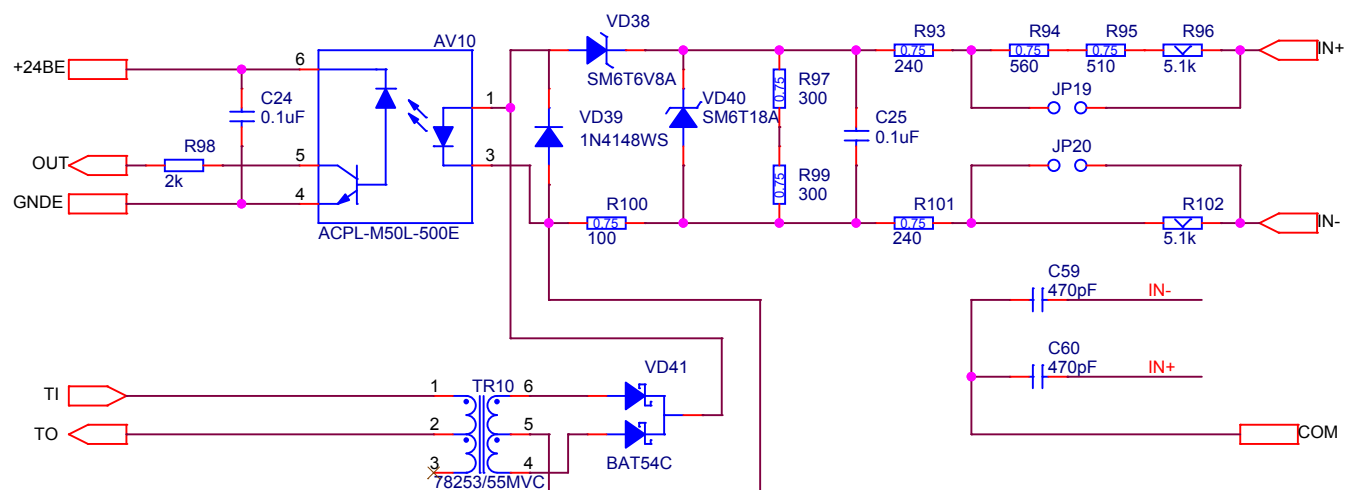 VD38
AV10
R93
R94
R95
R96
+24BE
6
0.75
0.75
0.75
IN+
240
560
510
5.1k
SM6T6V8A
C24
0.1uF
1
R97
300
0.75
JP19
VD40
SM6T18A
VD39
1N4148WS
C25
0.1uF
OUT
R98
5
3
JP20
2k
R99
300
0.75
GNDE
4
R100
R101
R102
0.75
0.75
IN-
ACPL-M50L-500E
100
240
5.1k
C59
470pF
IN-
C60
470pF
IN+
VD41
TI
1
TR10
6
TO
2
5
COM
3
4
BAT54C
78253/55MVC